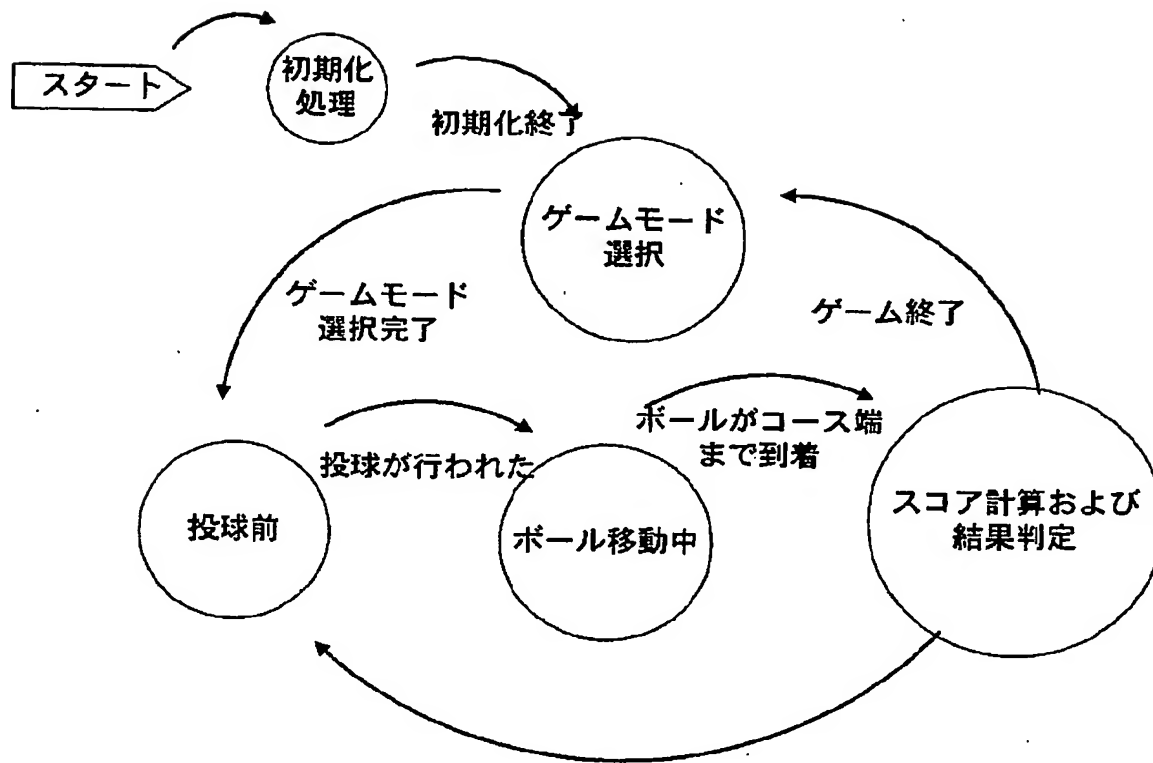 スタート
初期化
処理
初期化終了
ゲームモード
選択
ゲームモード
選択完了
ゲーム終了
投球前
投球が行われた
ボール移動中
ボールがコース端
まで到着
スコア計算および
結果判定